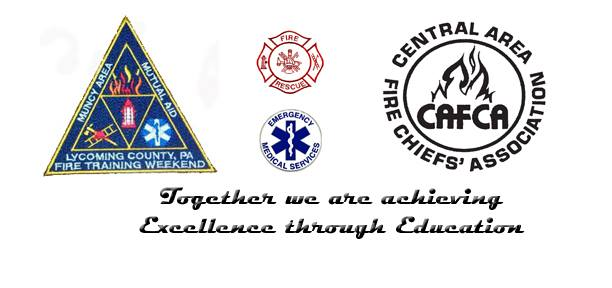 MUNCY AREA
MUTUAL AID
LYCOMING COUNTY, PA
FIRE TRAINING WEEKEND
FIRE
RESCUE
EMERGENCY
MEDICAL SERVICES
CENTRAL AREA
CAFCA
FIRE CHIEFS' ASSOCIATION
Together we are achieving
Excellence through Education